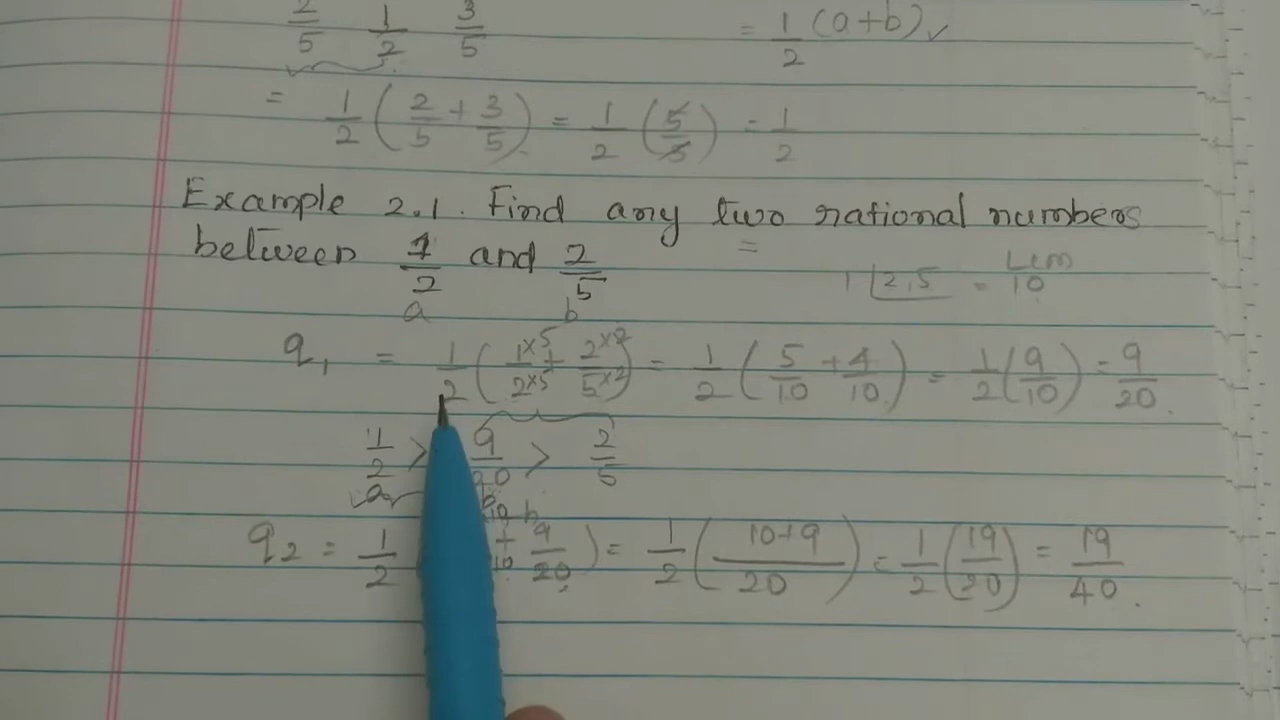 2/5 1/2 3/5 = 1/2 (a+b) ✓
= 1/2 (2/5 + 3/5) = 1/2 (5/5) = 1/2
Example 2.1. Find any two rational numbers
between 1/2 and 2/5
a b
1 | 2,5 = LCM 10
q₁ = 1/2 (1×5/2×5 + 2×2/5×2) = 1/2 (5/10 + 4/10) = 1/2 (9/10) = 9/20.
1/2 > 9/20 > 2/5
a b
q₂ = 1/2 + 9/20) = 1/2 (10+9/20) = 1/2 (19/20) = 19/40.